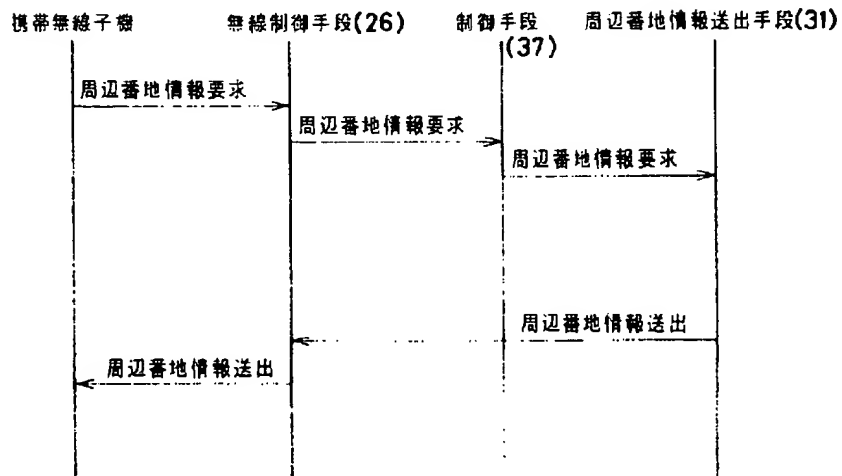 携帯無線子機
無線制御手段(26)
制御手段
(37)
周辺番地情報送出手段(31)
周辺番地情報要求
周辺番地情報要求
周辺番地情報要求
周辺番地情報送出
周辺番地情報送出